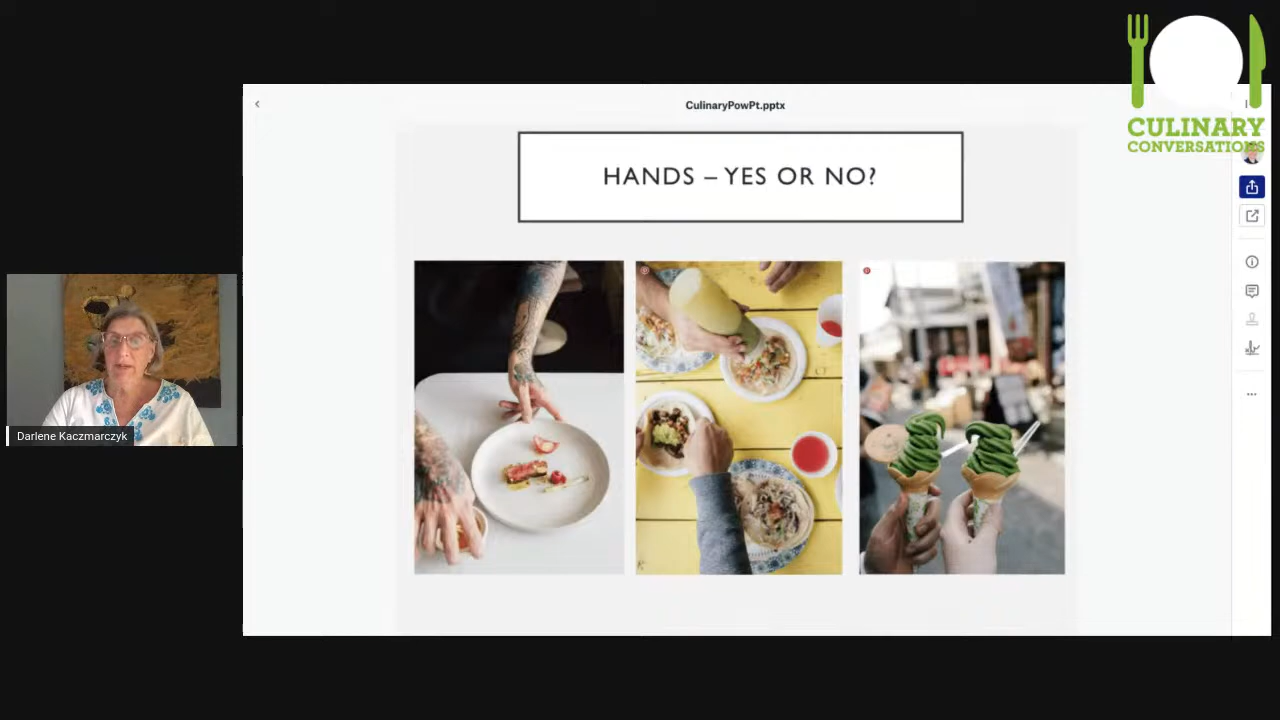 CULINARY
CONVERSATIONS
CulinaryPowPt.pptx
HANDS – YES OR NO?
Darlene Kaczmarczyk